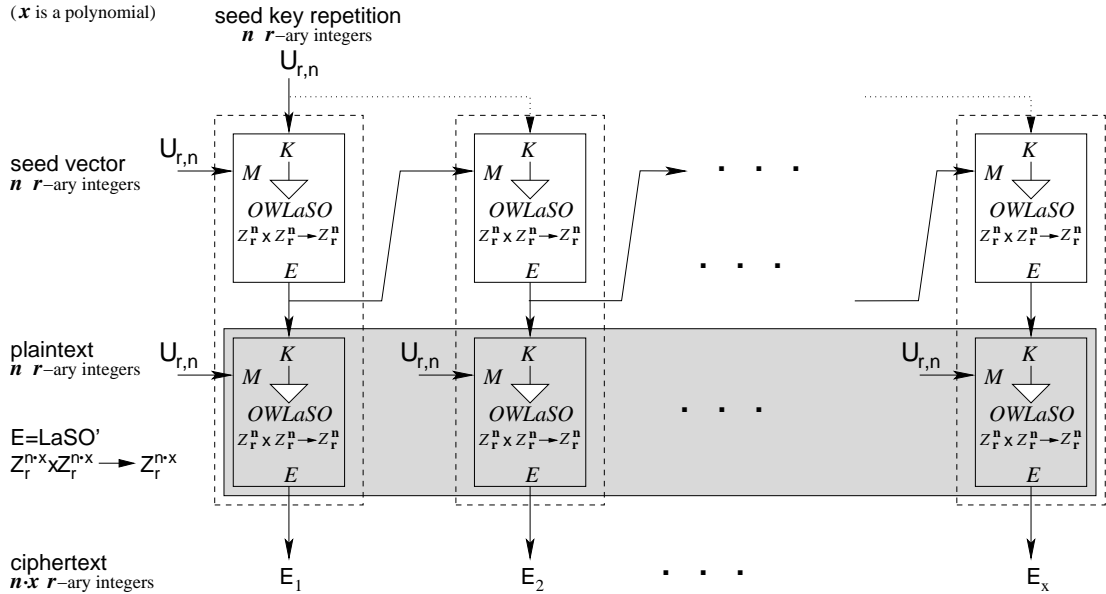 (x is a polynomial)
seed key repetition
n r–ary integers
U_{r,n}
seed vector
n r–ary integers
U_{r,n}
K
M
OWLaSO
Z_r^n x Z_r^n → Z_r^n
E
K
M
OWLaSO
Z_r^n x Z_r^n → Z_r^n
E
. . .
. . .
K
M
OWLaSO
Z_r^n x Z_r^n → Z_r^n
E
plaintext
n r–ary integers
U_{r,n}
K
M
OWLaSO
Z_r^n x Z_r^n → Z_r^n
E
U_{r,n}
K
M
OWLaSO
Z_r^n x Z_r^n → Z_r^n
E
. . .
U_{r,n}
K
M
OWLaSO
Z_r^n x Z_r^n → Z_r^n
E
E=LaSO'
Z_r^{n·x} x Z_r^{n·x} → Z_r^{n·x}
ciphertext
n·x r–ary integers
E_1
E_2
. . .
E_x